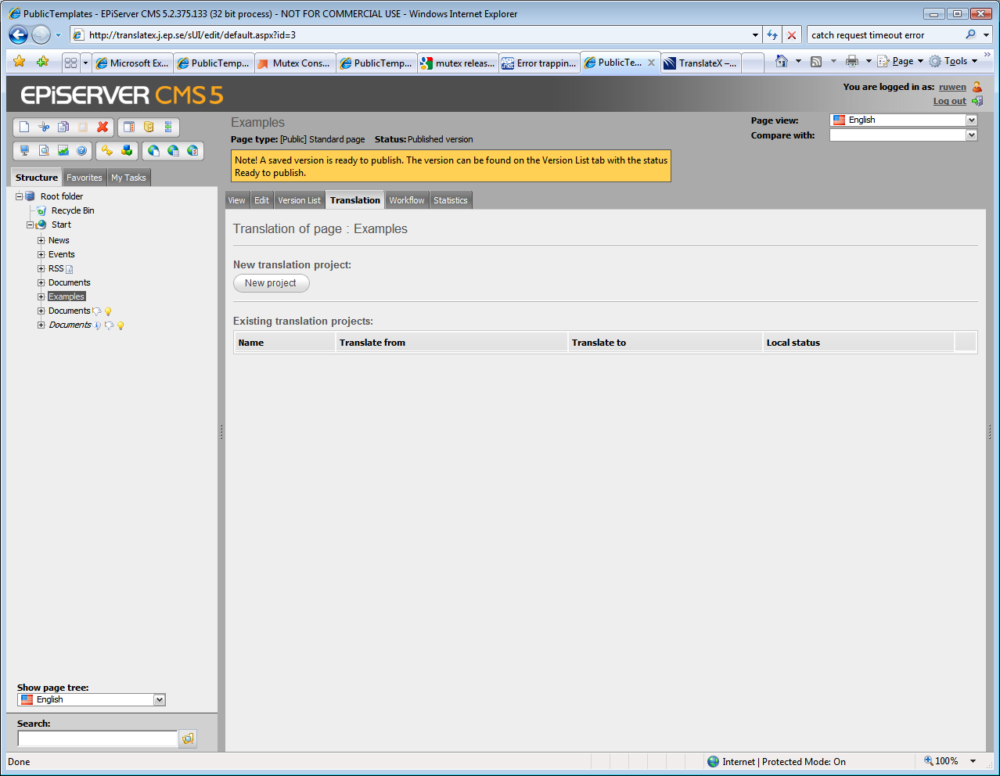 PublicTemplates - EPiServer CMS 5.2.375.133 (32 bit process) - NOT FOR COMMERCIAL USE - Windows Internet Explorer
http://translatex.j.ep.se/sUI/edit/default.aspx?id=3
catch request timeout error
Microsoft Ex...
PublicTemp...
Mutex Cons...
PublicTemp...
mutex releas...
Error trappin...
PublicTe...
TranslateX –...
Page
Tools
EPiSERVER CMS 5
You are logged in as: ruwen
Log out
Examples
Page type: [Public] Standard page Status: Published version
Page view: English
Compare with:
Note! A saved version is ready to publish. The version can be found on the Version List tab with the status
Ready to publish.
Structure Favorites My Tasks
View Edit Version List Translation Workflow Statistics
Root folder
Recycle Bin
Start
News
Events
RSS
Documents
Examples
Documents
Documents
Translation of page : Examples
New translation project:
New project
Existing translation projects:
Name Translate from Translate to Local status
Show page tree:
English
Search:
Done
Internet | Protected Mode: On
100%